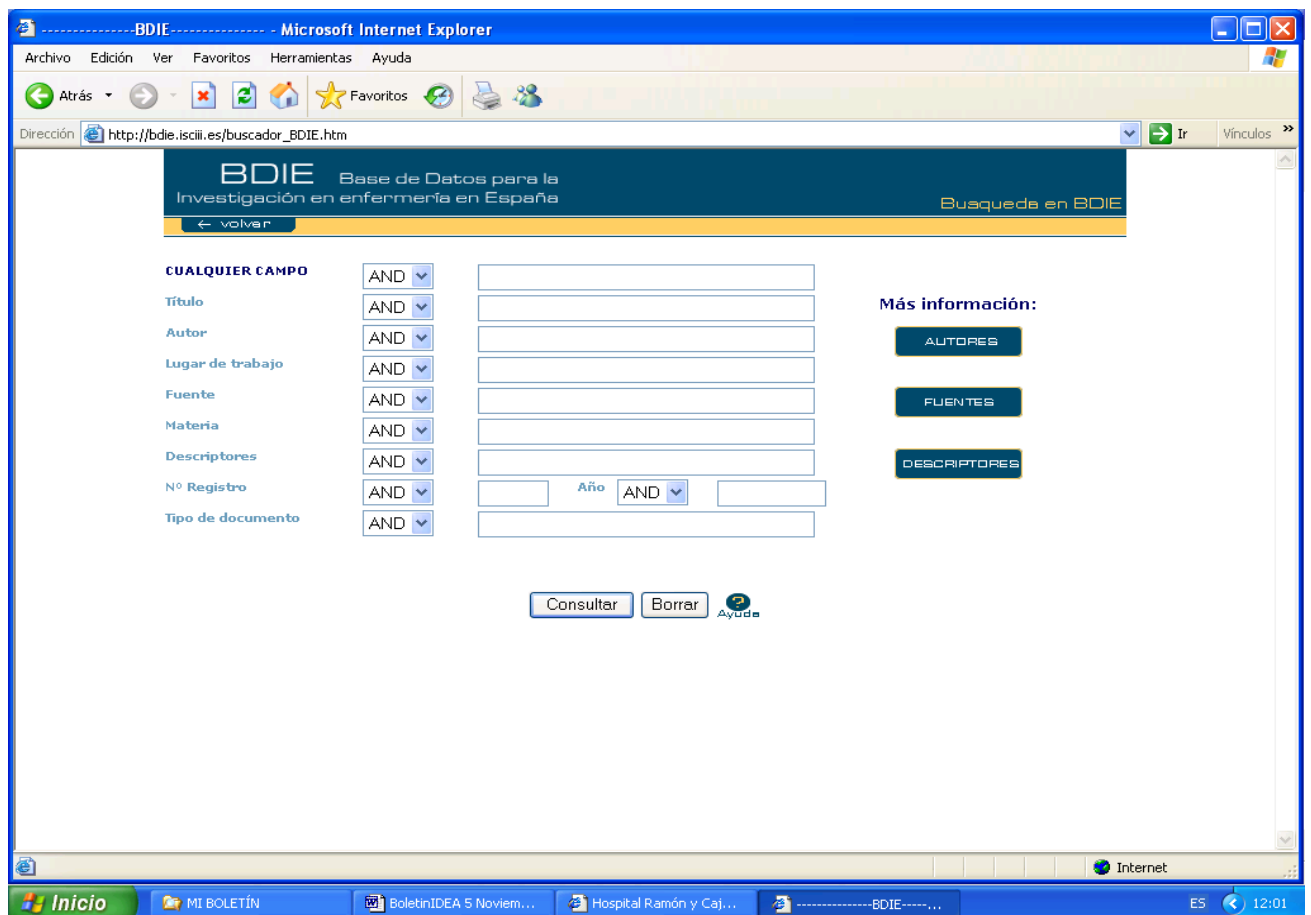 ---------------BDIE--------------- - Microsoft Internet Explorer
Archivo Edición Ver Favoritos Herramientas Ayuda
Atrás Favoritos
Dirección http://bdie.isciii.es/buscador_BDIE.htm Ir Vínculos »
BDIE Base de Datos para la
Investigación en enfermería en España
Busqueda en BDIE
← volver
CUALQUIER CAMPO AND
Título AND
Más información:
Autor AND
AUTORES
Lugar de trabajo AND
Fuente AND
FUENTES
Materia AND
Descriptores AND
DESCRIPTORES
Nº Registro AND Año AND
Tipo de documento AND
Consultar Borrar ? Ayuda
Internet
Inicio MI BOLETÍN BoletinIDEA 5 Noviem... Hospital Ramón y Caj... ---------------BDIE-----... ES 12:01